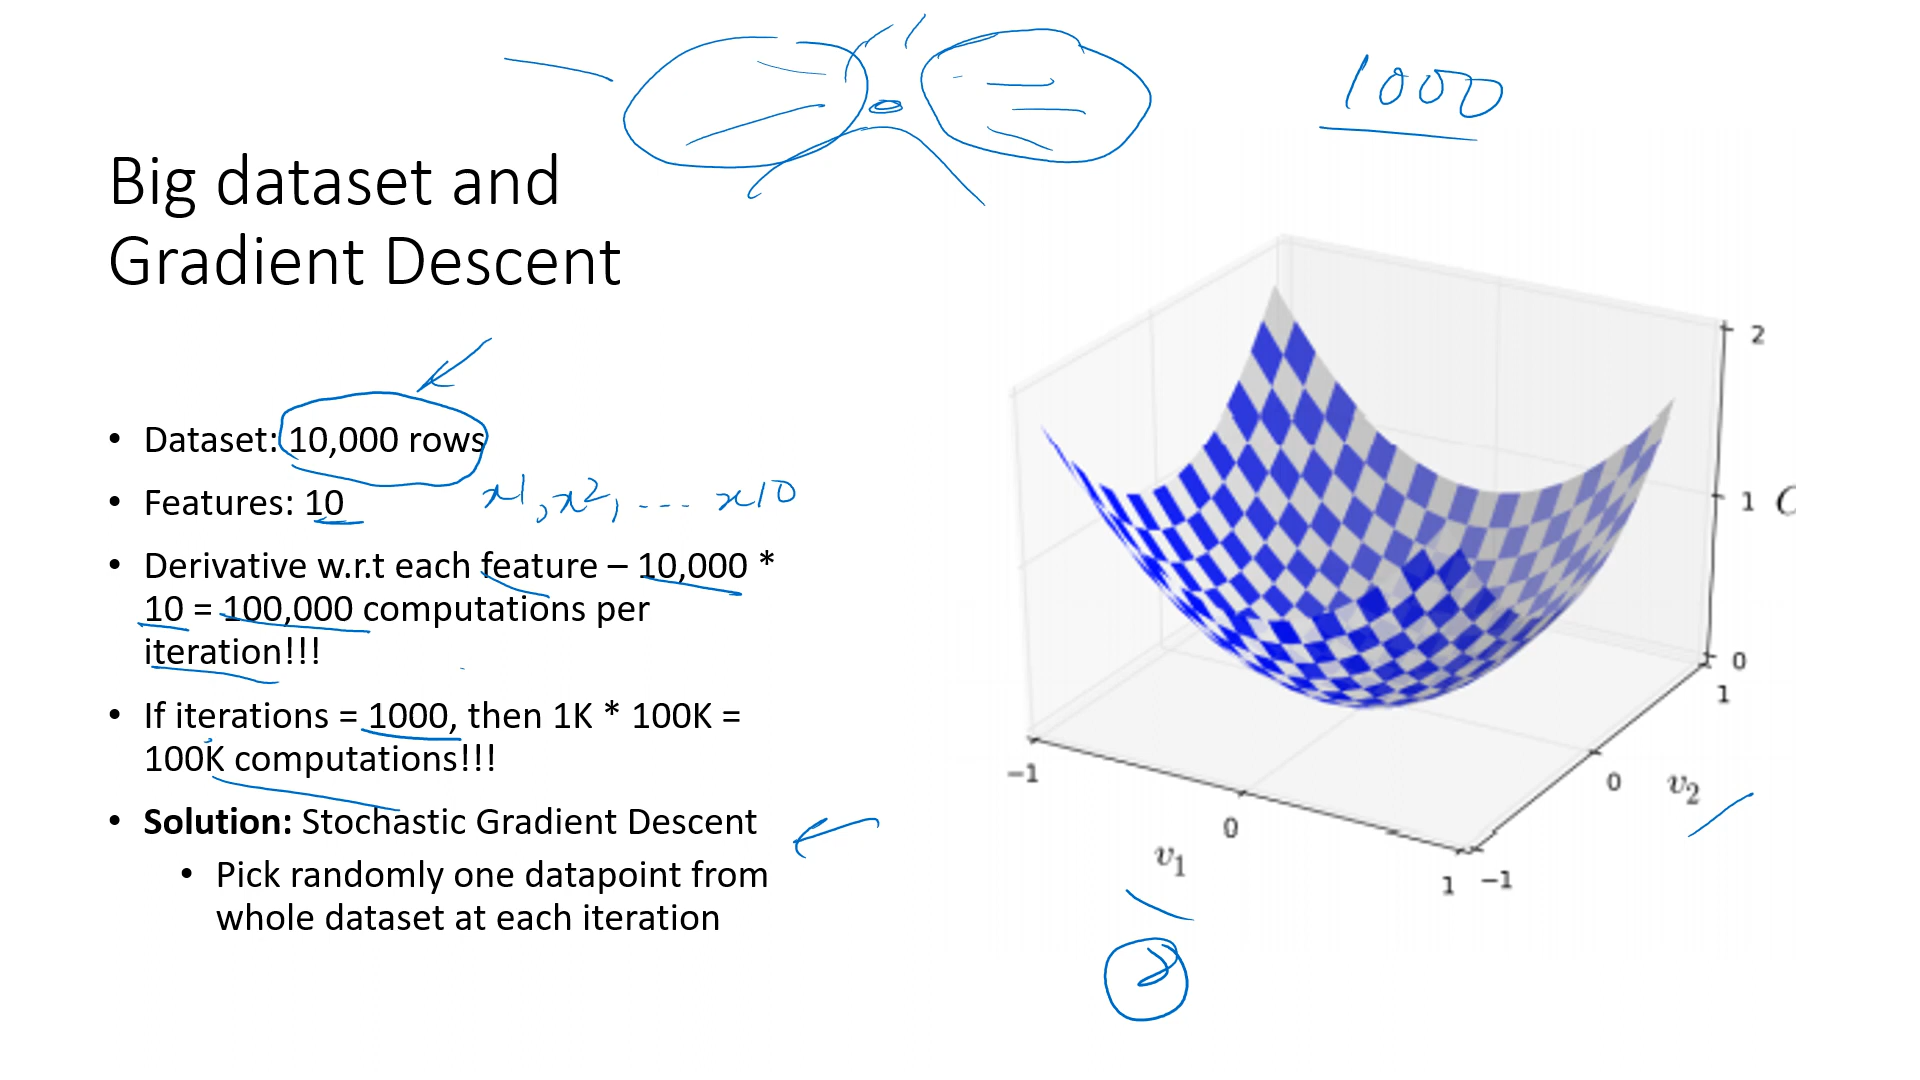 1000
Big dataset and
Gradient Descent
• Dataset: 10,000 rows
• Features: 10
x1, x2, --- x10
• Derivative w.r.t each feature – 10,000 *
10 = 100,000 computations per
iteration!!!
• If iterations = 1000, then 1K * 100K =
100K computations!!!
• Solution: Stochastic Gradient Descent
• Pick randomly one datapoint from
whole dataset at each iteration
2
1 C
0
1
0 v2
−1
0
v1
1 −1
2